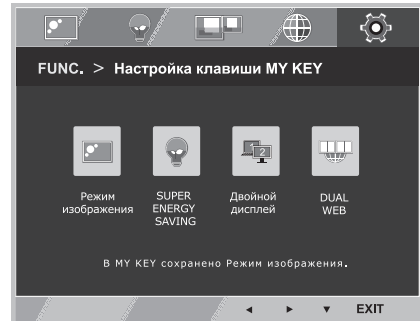 FUNC. > Настройка клавиши MY KEY
Режим изображения
SUPER ENERGY SAVING
Двойной дисплей
DUAL WEB
В MY KEY сохранено Режим изображения.
EXIT